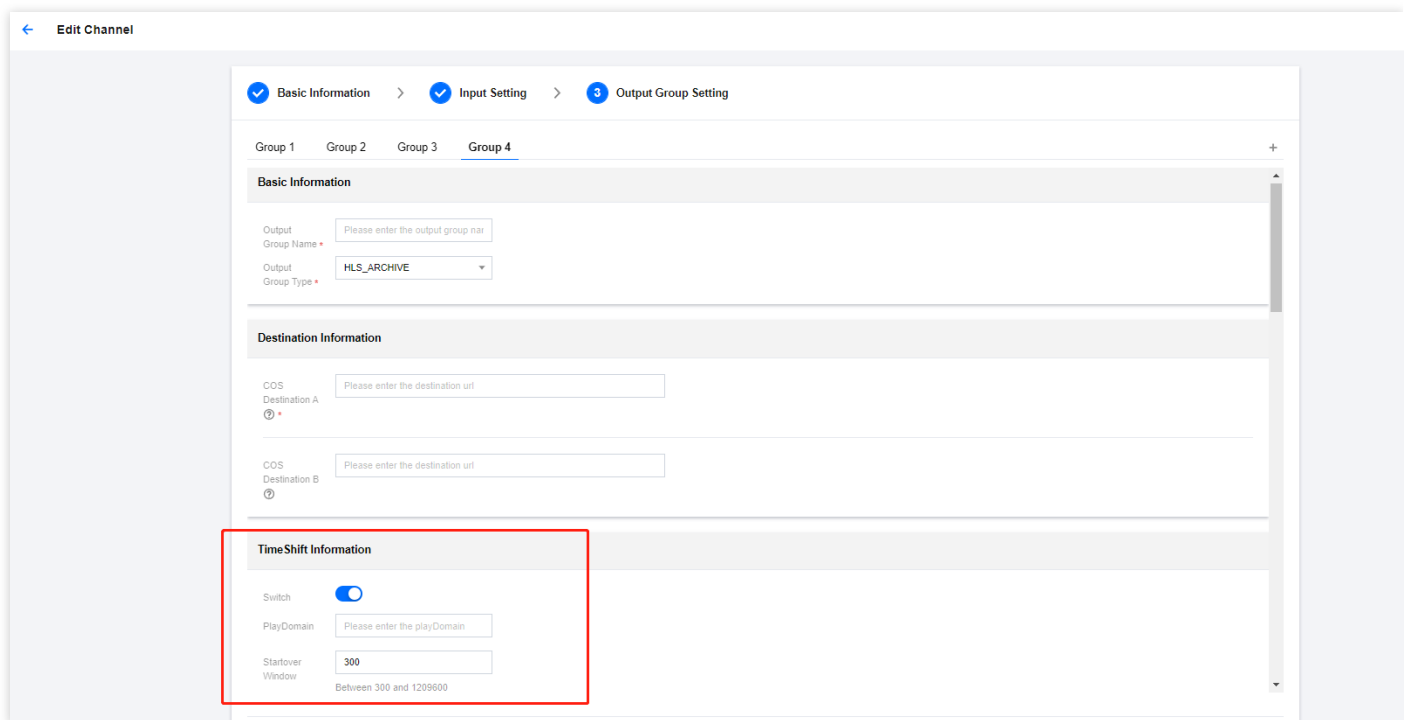 Edit Channel
Basic Information
Input Setting
3 Output Group Setting
Group 1 Group 2 Group 3 Group 4 +
Basic Information
Output
Group Name *
Please enter the output group nar
Output
Group Type *
HLS_ARCHIVE
Destination Information
COS
Destination A
*
Please enter the destination url
COS
Destination B
Please enter the destination url
TimeShift Information
Switch
PlayDomain Please enter the playDomain
Startover
Window
300
Between 300 and 1209600